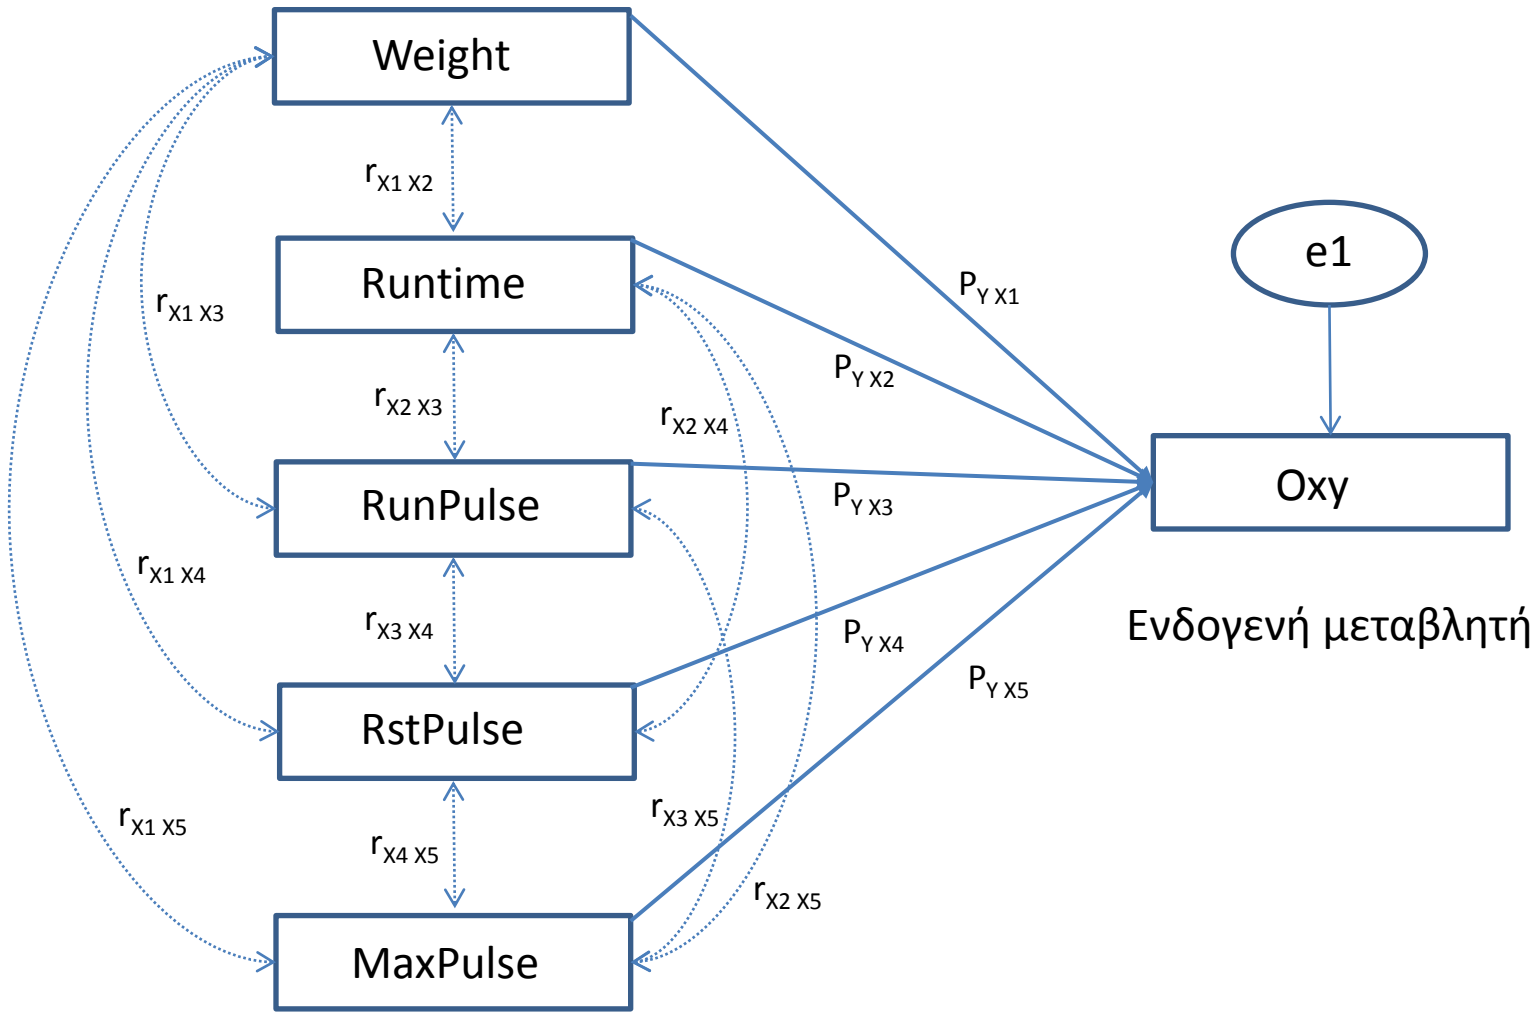 Weight
r X1 X2
Runtime
e1
P Y X1
r X1 X3
P Y X2
r X2 X3
r X2 X4
RunPulse
P Y X3
Oxy
r X1 X4
r X3 X4
P Y X4
Ενδογενή μεταβλητή
P Y X5
RstPulse
r X1 X5
r X3 X5
r X4 X5
r X2 X5
MaxPulse